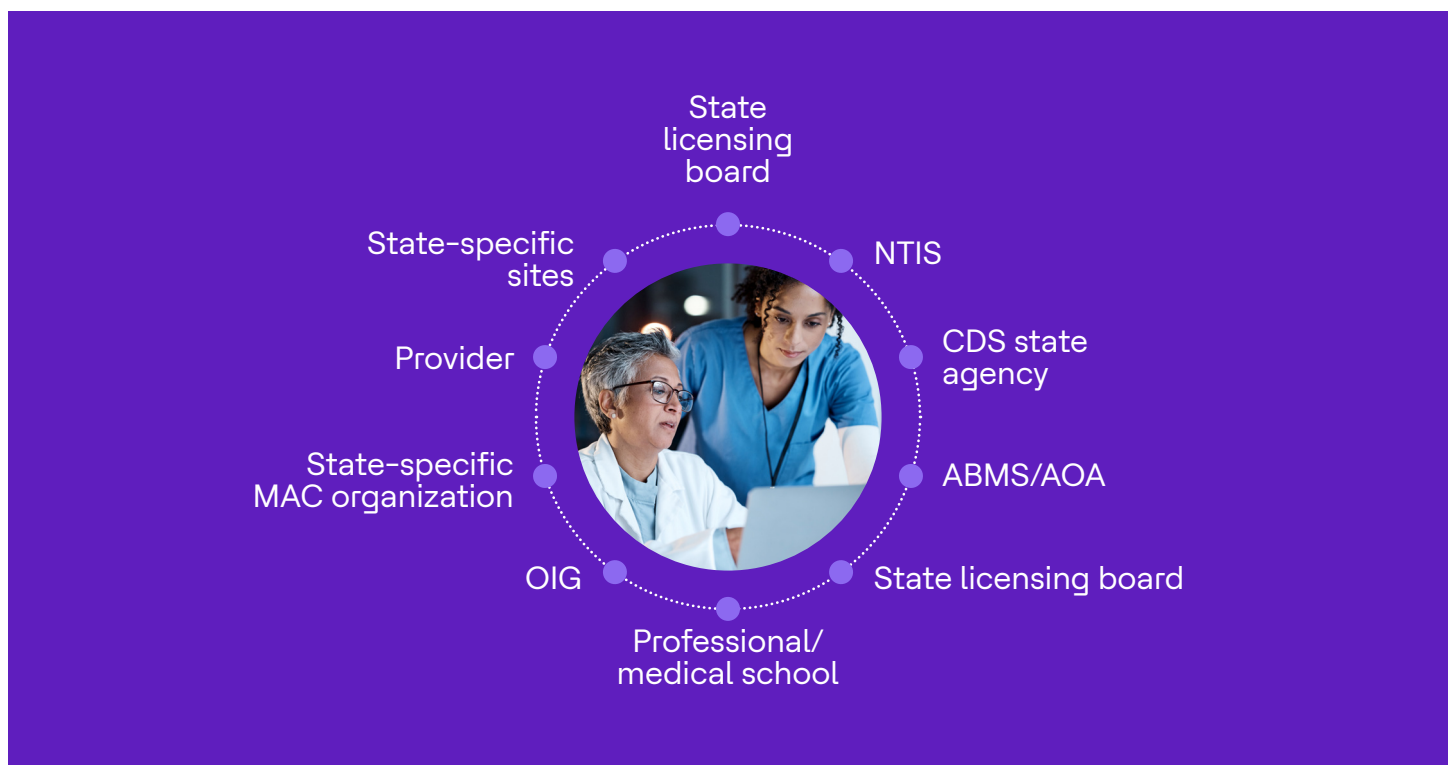 State
licensing
board
NTIS
CDS state
agency
ABMS/AOA
State licensing board
Professional/
medical school
OIG
State-specific
MAC organization
Provider
State-specific
sites